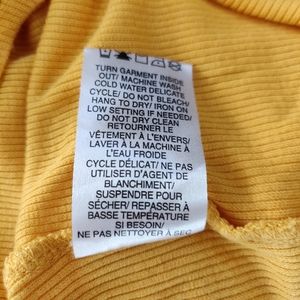 TURN GARMENT INSIDE
OUT/ MACHINE WASH
COLD WATER DELICATE
CYCLE/ DO NOT BLEACH/
HANG TO DRY/ IRON ON
LOW SETTING IF NEEDED/
DO NOT DRY CLEAN
RETOURNER LE
VÊTEMENT À L'ENVERS/
LAVER À LA MACHINE À
L'EAU FROIDE
CYCLE DÉLICAT/ NE PAS
UTILISER D'AGENT DE
BLANCHIMENT/
SUSPENDRE POUR
SÉCHER/ REPASSER À
BASSE TEMPÉRATURE
SI BESOIN/
NE PAS NETTOYER À SEC